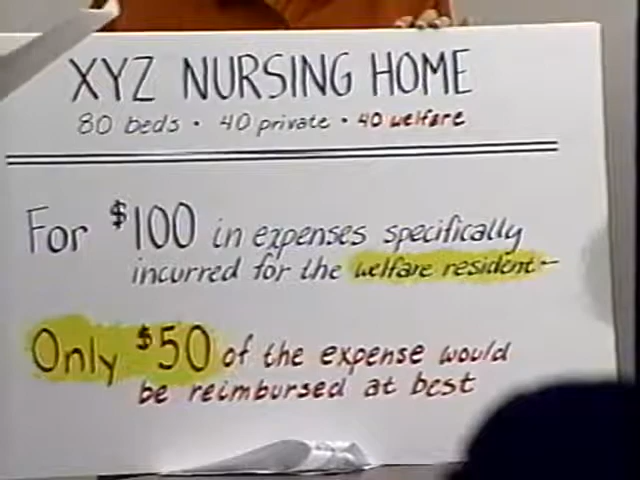 XYZ NURSING HOME
80 beds · 40 private · 40 welfare
For $100 in expenses specifically
incurred for the welfare resident-
Only $50 of the expense would
be reimbursed at best